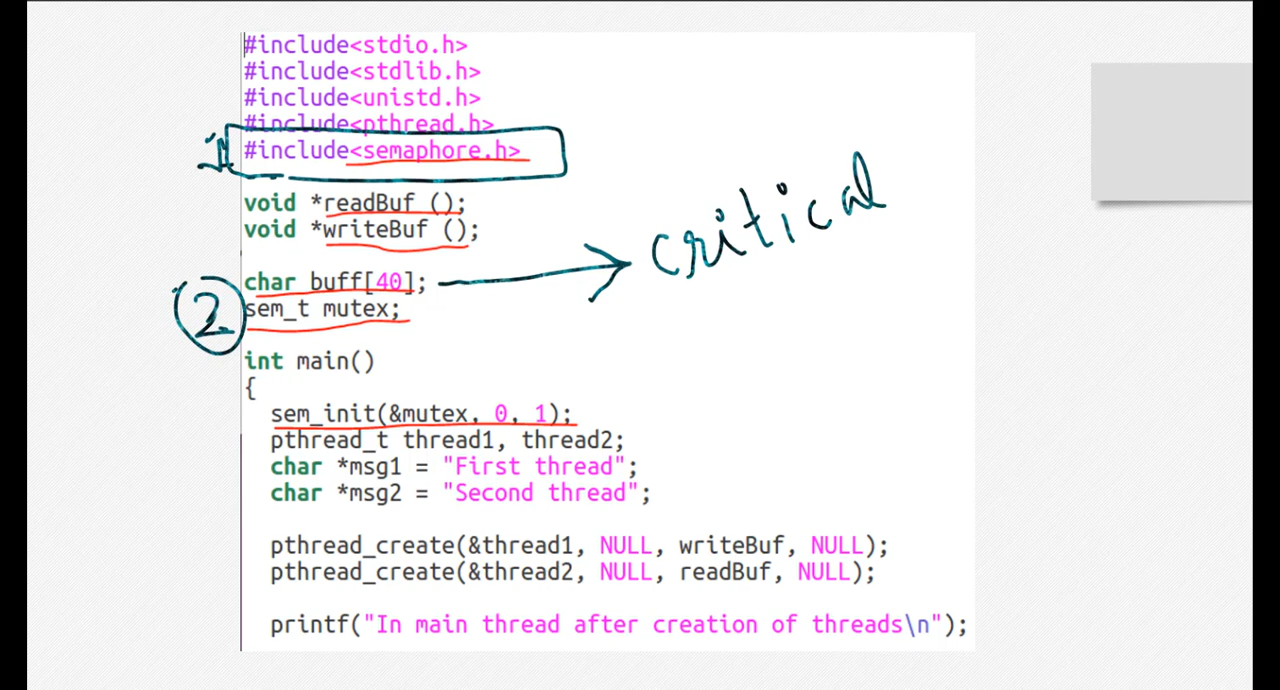 #include<stdio.h>
#include<stdlib.h>
#include<unistd.h>
#include<pthread.h>
#include<semaphore.h>
void *readBuf ();
void *writeBuf ();
critical
char buff[40];
2
sem_t mutex;
int main()
{
sem_init(&mutex, 0, 1);
pthread_t thread1, thread2;
char *msg1 = "First thread";
char *msg2 = "Second thread";
pthread_create(&thread1, NULL, writeBuf, NULL);
pthread_create(&thread2, NULL, readBuf, NULL);
printf("In main thread after creation of threads\n");